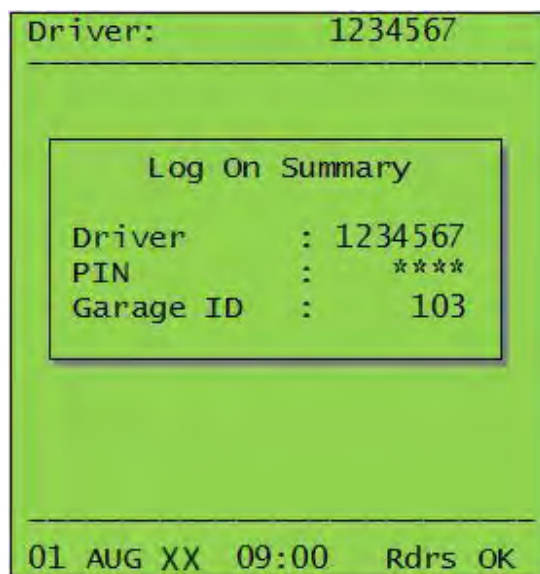 Driver: 1234567
Log On Summary
Driver : 1234567
PIN : ****
Garage ID : 103
01 AUG XX 09:00 Rdrs OK